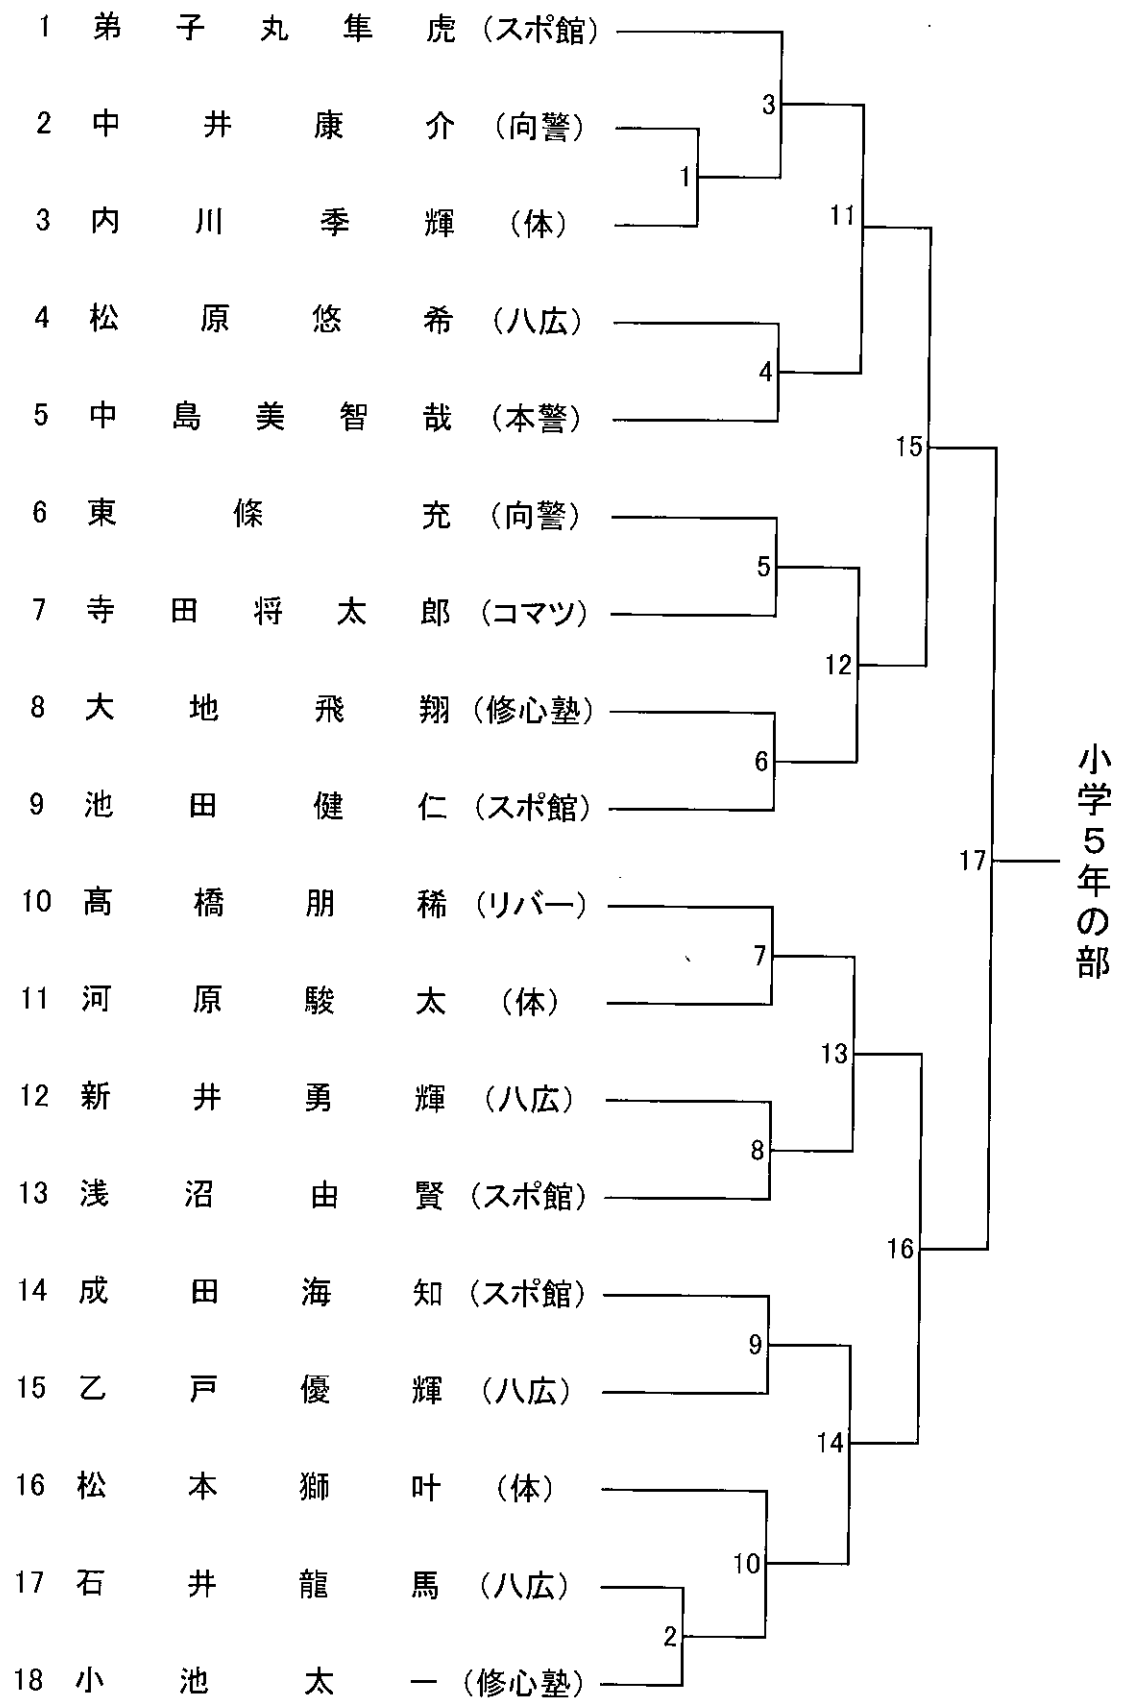 1 弟子丸隼虎 (スポ館)
2 中井康介 (向警)
3 内川季輝 (体)
4 松原悠希 (八広)
5 中島美智哉 (本警)
6 東條充 (向警)
7 寺田将太郎 (コマツ)
8 大地飛翔 (修心塾)
9 池田健仁 (スポ館)
10 髙橋朋稀 (リバー)
11 河原駿太 (体)
12 新井勇輝 (八広)
13 浅沼由賢 (スポ館)
14 成田海知 (スポ館)
15 乙戸優輝 (八広)
16 松本獅叶 (体)
17 石井龍馬 (八広)
18 小池太一 (修心塾)
1
2
3
4
5
6
7
8
9
10
11
12
13
14
15
16
17
小学5年の部